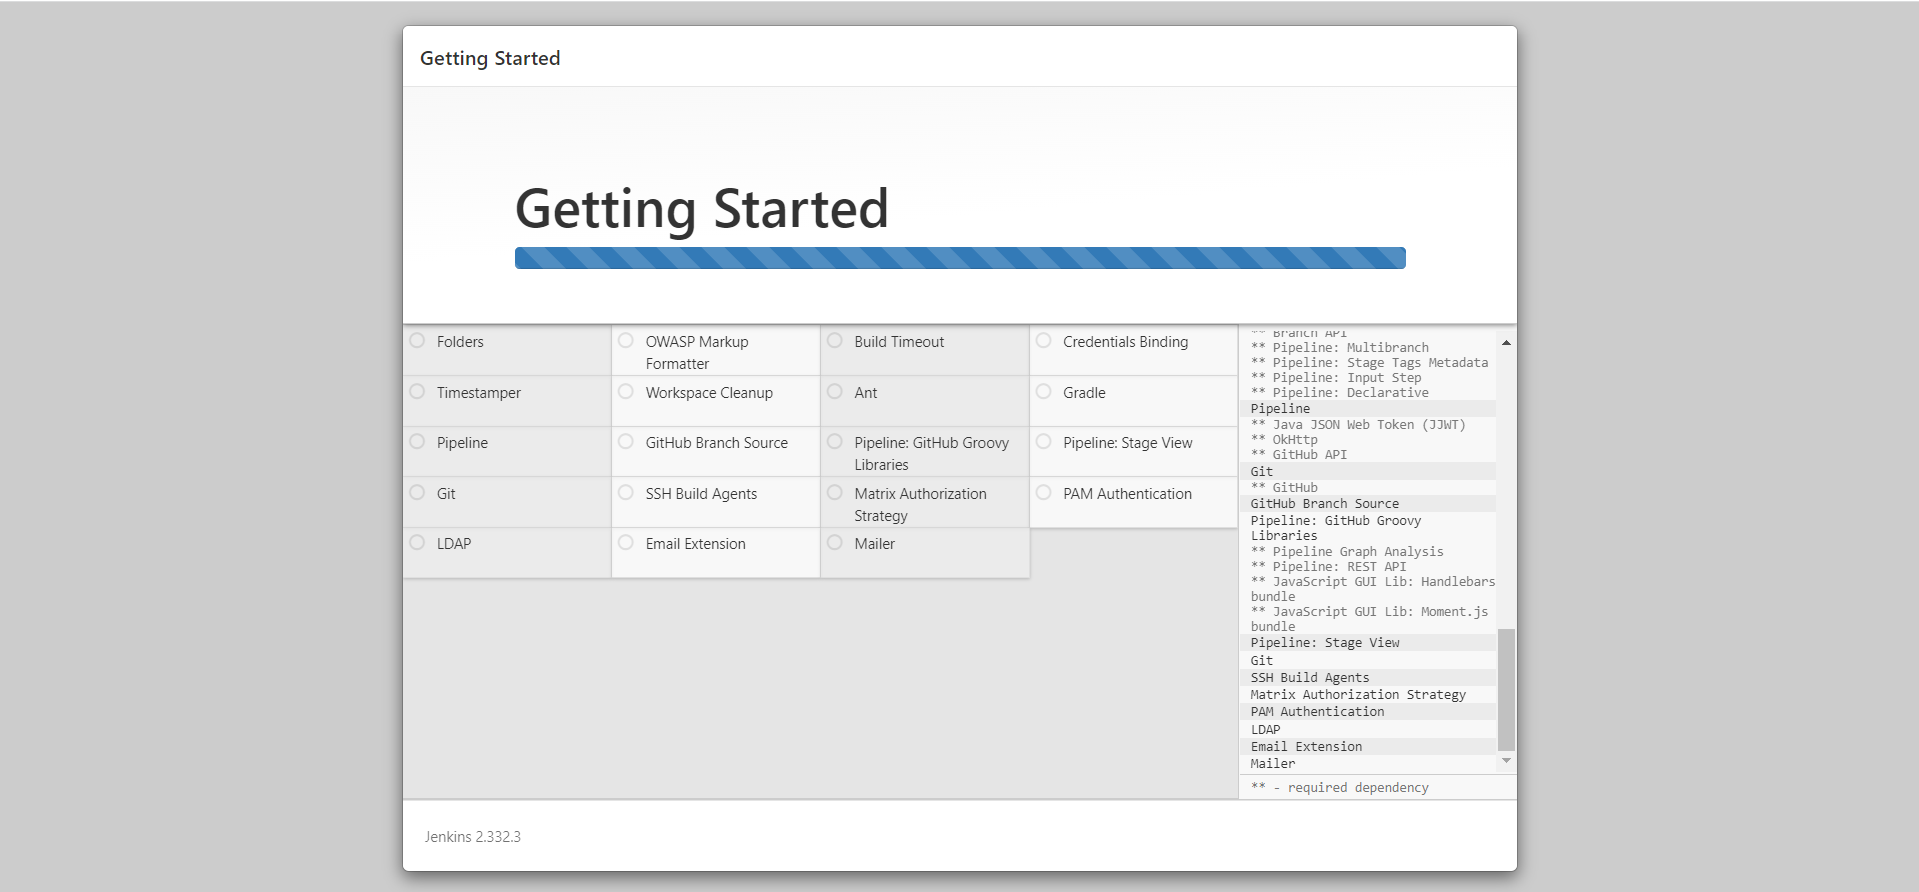 Getting Started
Getting Started
Folders
OWASP Markup
Formatter
Build Timeout
Credentials Binding
Timestamper
Workspace Cleanup
Ant
Gradle
Pipeline
GitHub Branch Source
Pipeline: GitHub Groovy
Libraries
Pipeline: Stage View
Git
SSH Build Agents
Matrix Authorization
Strategy
PAM Authentication
LDAP
Email Extension
Mailer
** Branch API
** Pipeline: Multibranch
** Pipeline: Stage Tags Metadata
** Pipeline: Input Step
** Pipeline: Declarative
Pipeline
** Java JSON Web Token (JJWT)
** OkHttp
** GitHub API
Git
** GitHub
GitHub Branch Source
Pipeline: GitHub Groovy
Libraries
** Pipeline Graph Analysis
** Pipeline: REST API
** JavaScript GUI Lib: Handlebars
bundle
** JavaScript GUI Lib: Moment.js
bundle
Pipeline: Stage View
Git
SSH Build Agents
Matrix Authorization Strategy
PAM Authentication
LDAP
Email Extension
Mailer
** - required dependency
Jenkins 2.332.3